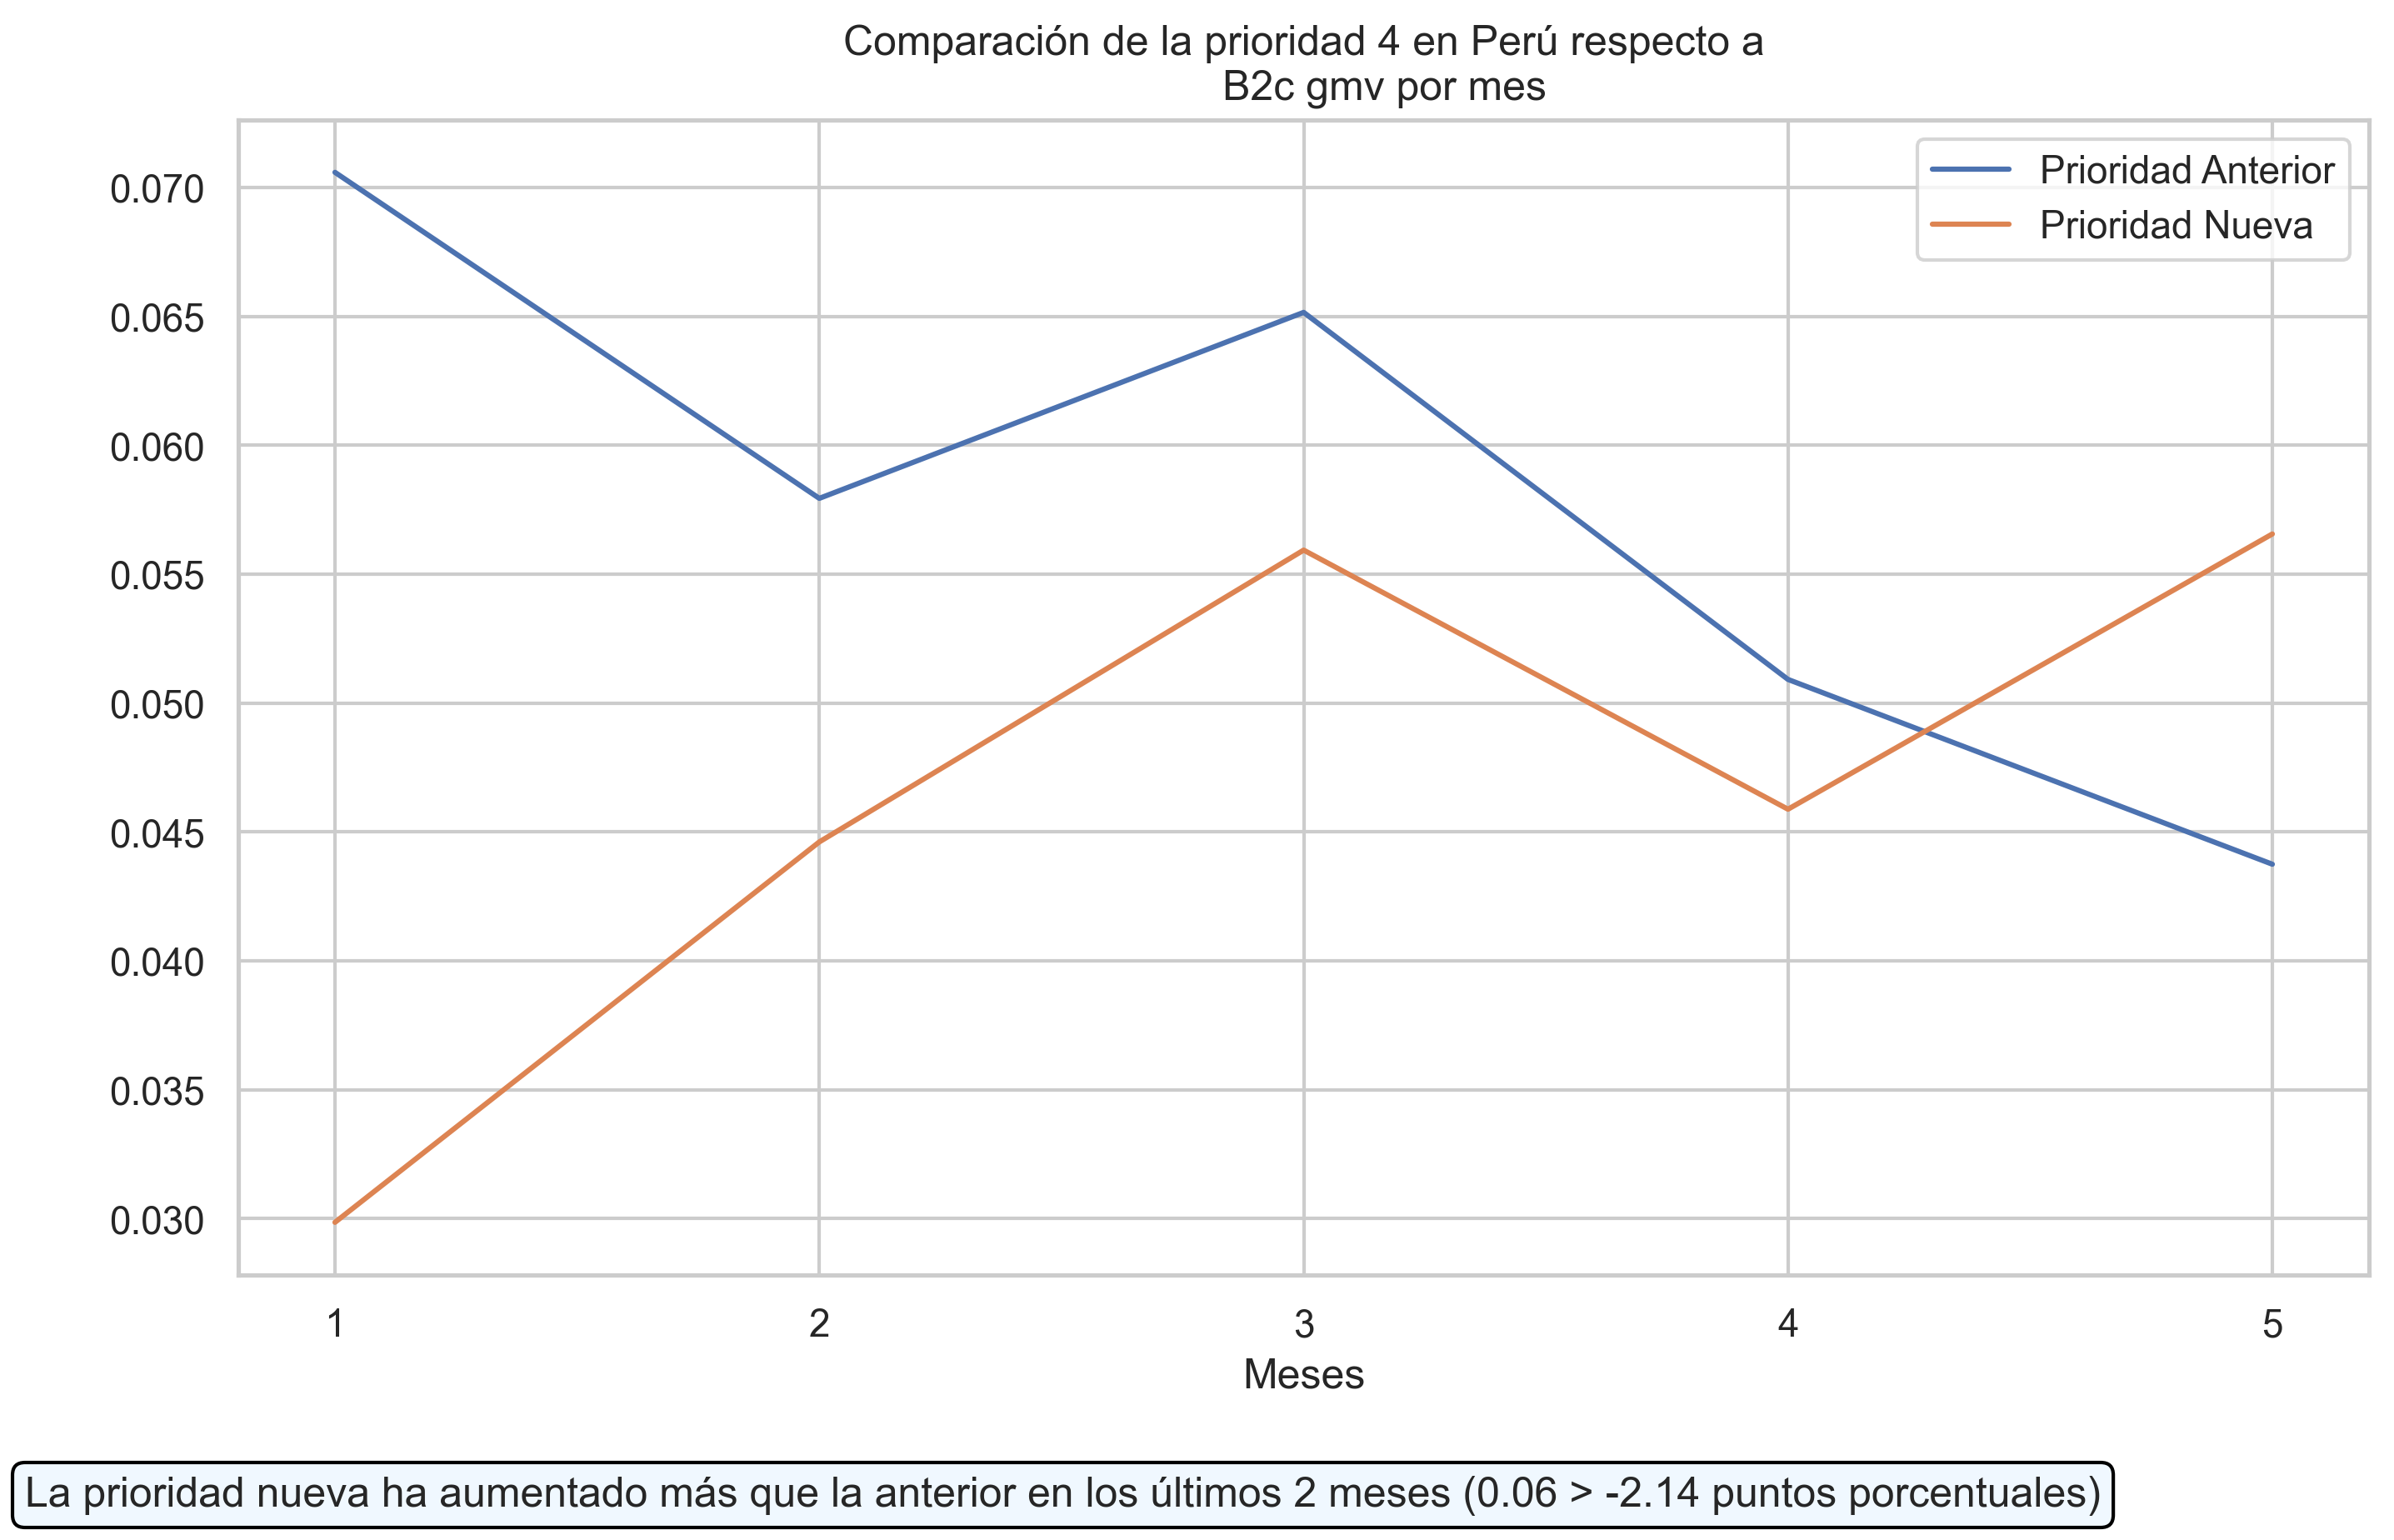 Comparación de la prioridad 4 en Perú respecto a
B2c gmv por mes
Prioridad Anterior
Prioridad Nueva
0.070
0.065
0.060
0.055
0.050
0.045
0.040
0.035
0.030
1 2 3 4 5
Meses
La prioridad nueva ha aumentado más que la anterior en los últimos 2 meses (0.06 > -2.14 puntos porcentuales)